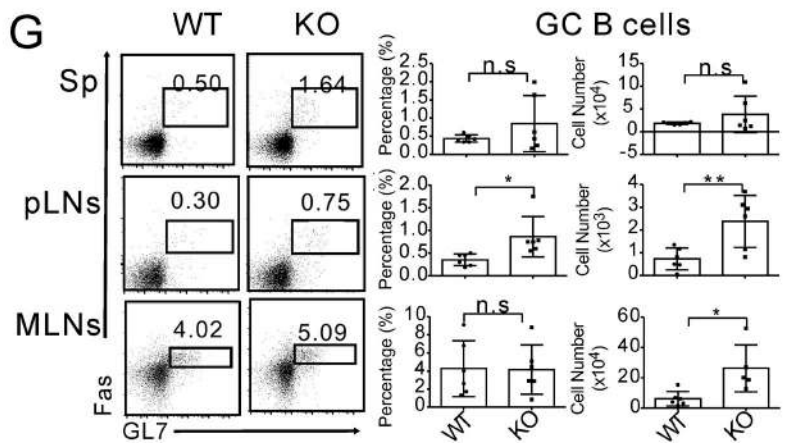 G
WT KO GC B cells
Sp 0.50 1.64
Percentage (%) 2.5 2.0 1.5 1.0 0.5 0.0 n.s
Cell Number (x10⁴) 15 10 5 0 -5 n.s
pLNs 0.30 0.75
Percentage (%) 2.0 1.5 1.0 0.5 0.0 *
Cell Number (x10³) 4 3 2 1 0 **
MLNs 4.02 5.09
Percentage (%) 10 8 6 4 2 0 n.s
Cell Number (x10⁴) 60 40 20 0 *
Fas
GL7
WT KO WT KO